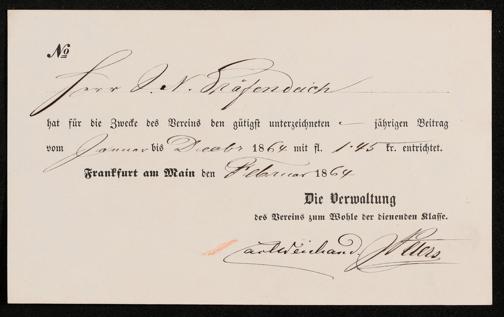 No
Herr J. N. Gräfendeich
hat für die Zwecke des Vereins den gütigst unterzeichneten — jährigen Beitrag
vom Januar bis Decbr 1864 mit fl. 1.45 kr. entrichtet.
Frankfurt am Main den Februar 1864
Die Verwaltung
des Vereins zum Wohle der dienenden Klasse.